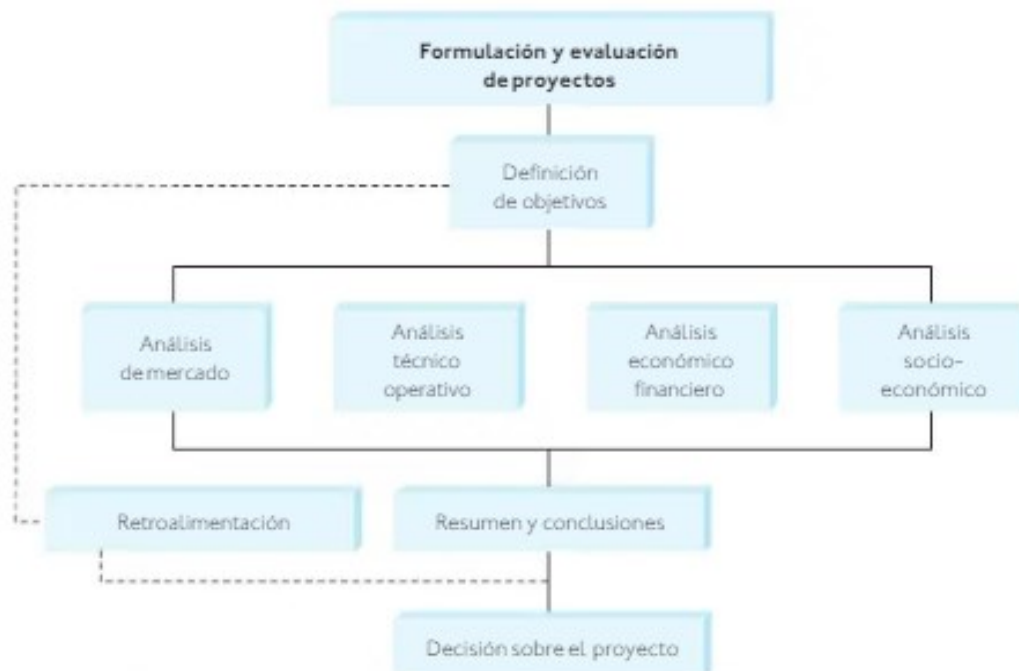 Formulación y evaluación
de proyectos
Definición
de objetivos
Análisis
de mercado
Análisis
técnico
operativo
Análisis
económico
financiero
Análisis
socio-
económico
Retroalimentación
Resumen y conclusiones
Decisión sobre el proyecto